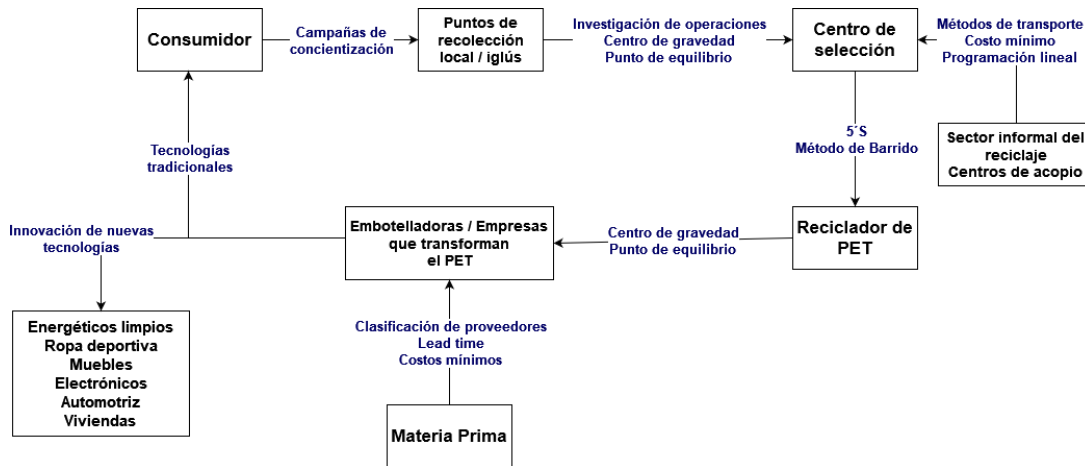 Consumidor
Campañas de
concientización
Puntos de
recolección
local / iglús
Investigación de operaciones
Centro de gravedad
Punto de equilibrio
Centro de
selección
Métodos de transporte
Costo mínimo
Programación lineal
5´S
Método de Barrido
Sector informal del
reciclaje
Centros de acopio
Tecnologías
tradicionales
Innovación de nuevas
tecnologías
Embotelladoras / Empresas
que transforman
el PET
Centro de gravedad
Punto de equilibrio
Reciclador de
PET
Energéticos limpios
Ropa deportiva
Muebles
Electrónicos
Automotriz
Viviendas
Clasificación de proveedores
Lead time
Costos mínimos
Materia Prima